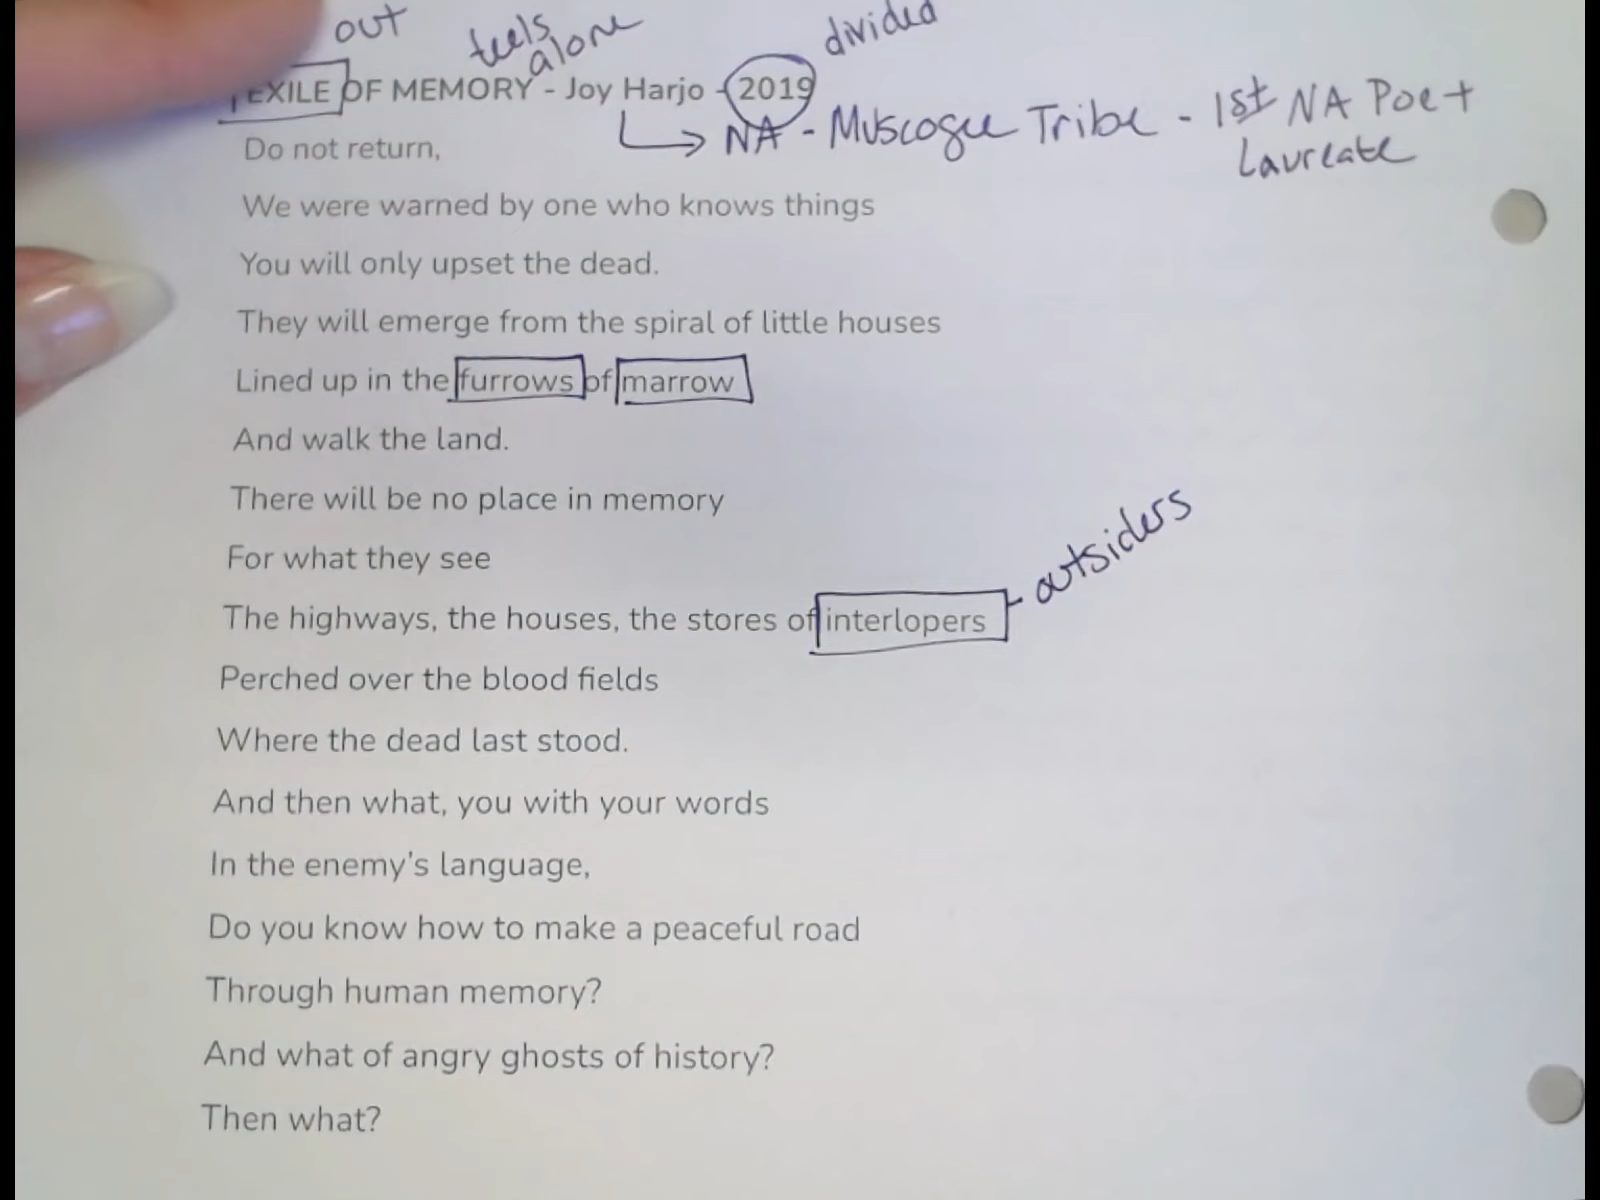 out
feels
alone
divided
EXILE OF MEMORY - Joy Harjo - 2019
NA - Muscogee Tribe - 1st NA Poet
Laureate
Do not return,
We were warned by one who knows things
You will only upset the dead.
They will emerge from the spiral of little houses
Lined up in the furrows of marrow
And walk the land.
There will be no place in memory
For what they see
The highways, the houses, the stores of interlopers - outsiders
Perched over the blood fields
Where the dead last stood.
And then what, you with your words
In the enemy's language,
Do you know how to make a peaceful road
Through human memory?
And what of angry ghosts of history?
Then what?